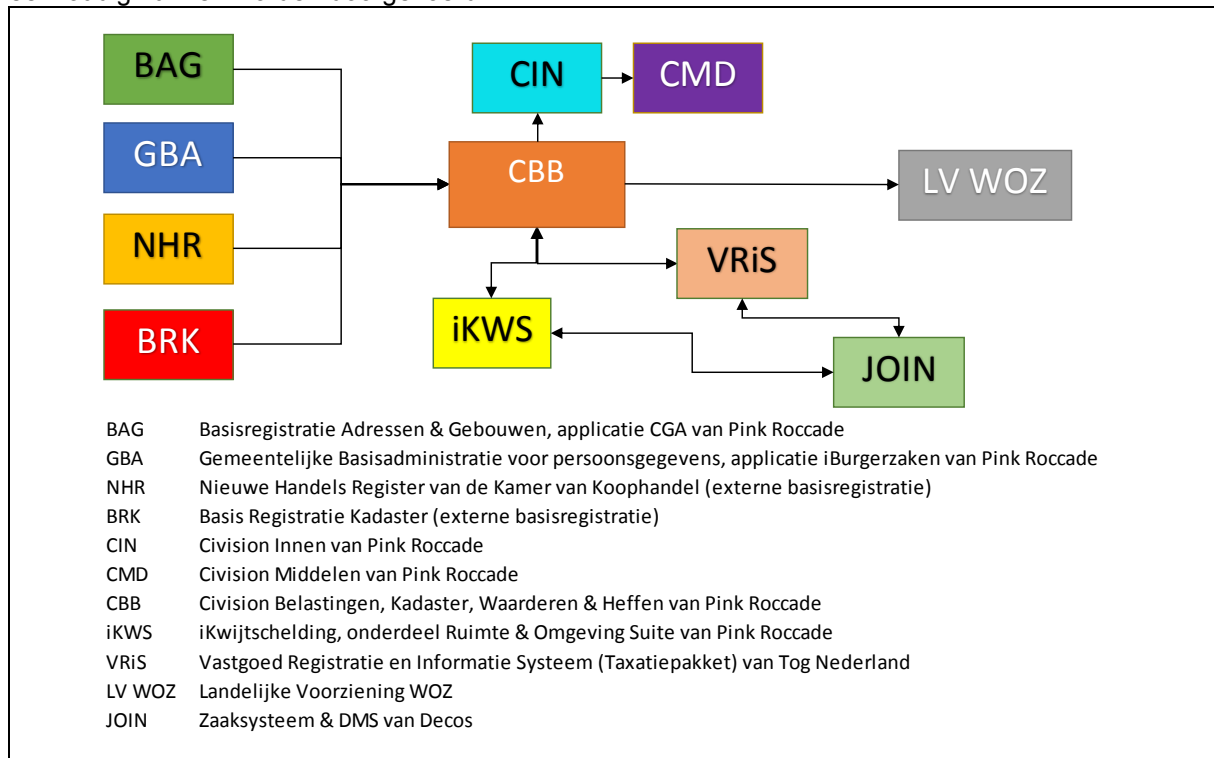 BAG
CIN
CMD
GBA
CBB
LV WOZ
NHR
VRiS
iKWS
BRK
JOIN
BAG Basisregistratie Adressen & Gebouwen, applicatie CGA van Pink Roccade
GBA Gemeentelijke Basisadministratie voor persoonsgegevens, applicatie iBurgerzaken van Pink Roccade
NHR Nieuwe Handels Register van de Kamer van Koophandel (externe basisregistratie)
BRK Basis Registratie Kadaster (externe basisregistratie)
CIN Civision Innen van Pink Roccade
CMD Civision Middelen van Pink Roccade
CBB Civision Belastingen, Kadaster, Waarderen & Heffen van Pink Roccade
iKWS iKwijtschelding, onderdeel Ruimte & Omgeving Suite van Pink Roccade
VRiS Vastgoed Registratie en Informatie Systeem (Taxatiepakket) van Tog Nederland
LV WOZ Landelijke Voorziening WOZ
JOIN Zaaksysteem & DMS van Decos